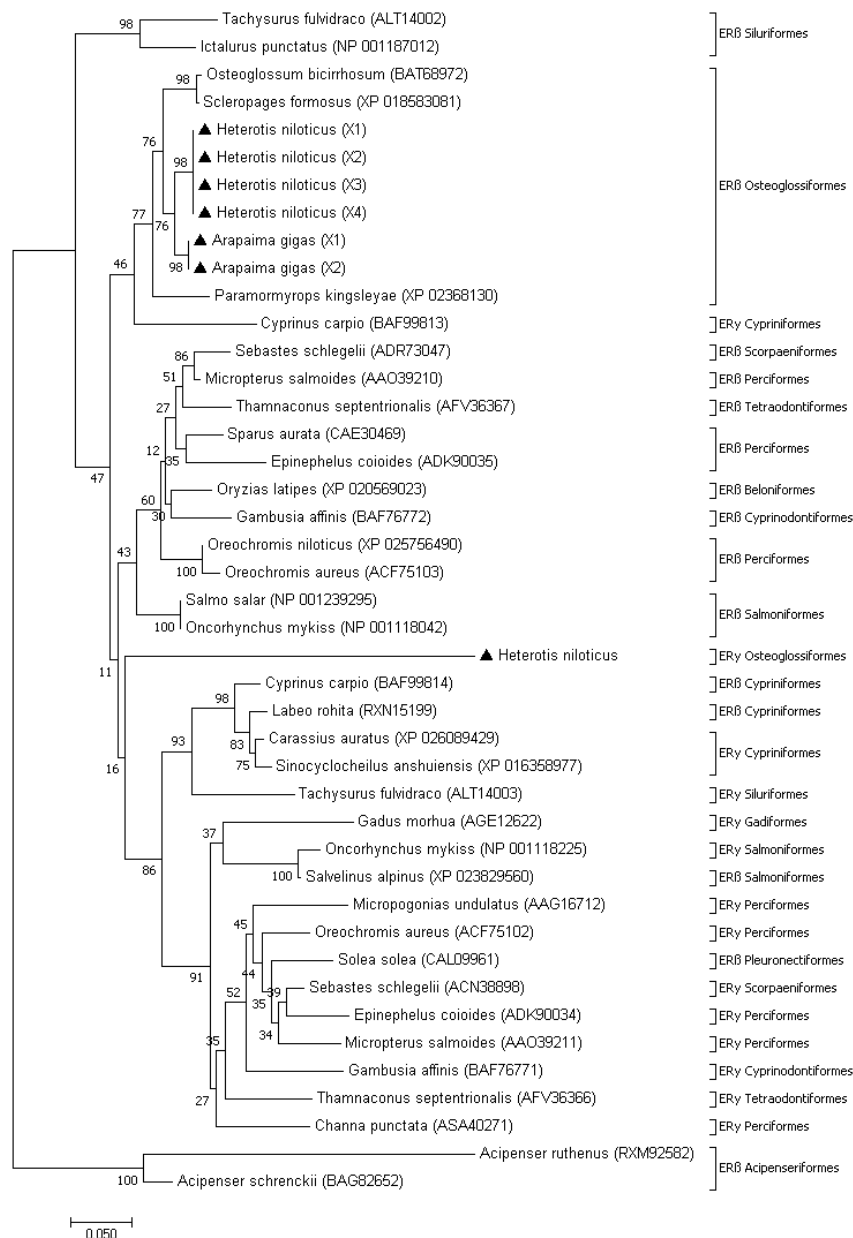 Tachysurus fulvidraco (ALT14002)
98
ERß Siluriformes
Ictalurus punctatus (NP 001187012)
Osteoglossum bicirrhosum (BAT68972)
98
Scleropages formosus (XP 018583081)
Heterotis niloticus (X1)
76
Heterotis niloticus (X2)
98
Heterotis niloticus (X3)
ERß Osteoglossiformes
Heterotis niloticus (X4)
77
76
Arapaima gigas (X1)
46
98
Arapaima gigas (X2)
Paramormyrops kingsleyae (XP 02368130)
Cyprinus carpio (BAF99813)
ERγ Cypriniformes
86
Sebastes schlegelii (ADR73047)
ERß Scorpaeniformes
51
Micropterus salmoides (AAO39210)
ERß Perciformes
27
Thamnaconus septentrionalis (AFV36367)
ERß Tetraodontiformes
Sparus aurata (CAE30469)
12
35
ERß Perciformes
Epinephelus coioides (ADK90035)
47
Oryzias latipes (XP 020569023)
ERß Beloniformes
60
30
Gambusia affinis (BAF76772)
ERß Cyprinodontiformes
Oreochromis niloticus (XP 025756490)
43
ERß Perciformes
100
Oreochromis aureus (ACF75103)
Salmo salar (NP 001239295)
ERß Salmoniformes
100
Oncorhynchus mykiss (NP 001118042)
Heterotis niloticus
ERγ Osteoglossiformes
11
Cyprinus carpio (BAF99814)
ERß Cypriniformes
98
Labeo rohita (RXN15199)
ERß Cypriniformes
Carassius auratus (XP 026089429)
93
83
ERγ Cypriniformes
75
Sinocyclocheilus anshuiensis (XP 016358977)
16
Tachysurus fulvidraco (ALT14003)
ERγ Siluriformes
Gadus morhua (AGE12622)
ERγ Gadiformes
37
Oncorhynchus mykiss (NP 001118225)
ERγ Salmoniformes
86
100
Salvelinus alpinus (XP 023829560)
ERß Salmoniformes
Micropogonias undulatus (AAG16712)
ERγ Perciformes
45
Oreochromis aureus (ACF75102)
ERγ Perciformes
Solea solea (CAL09961)
ERß Pleuronectiformes
91
44
Sebastes schlegelii (ACN38898)
ERγ Scorpaeniformes
52
35
39
Epinephelus coioides (ADK90034)
ERγ Perciformes
34
Micropterus salmoides (AAO39211)
ERγ Perciformes
35
Gambusia affinis (BAF76771)
ERγ Cyprinodontiformes
27
Thamnaconus septentrionalis (AFV36366)
ERγ Tetraodontiformes
Channa punctata (ASA40271)
ERγ Perciformes
Acipenser ruthenus (RXM92582)
ERß Acipenseriformes
100
Acipenser schrenckii (BAG82652)
0.050